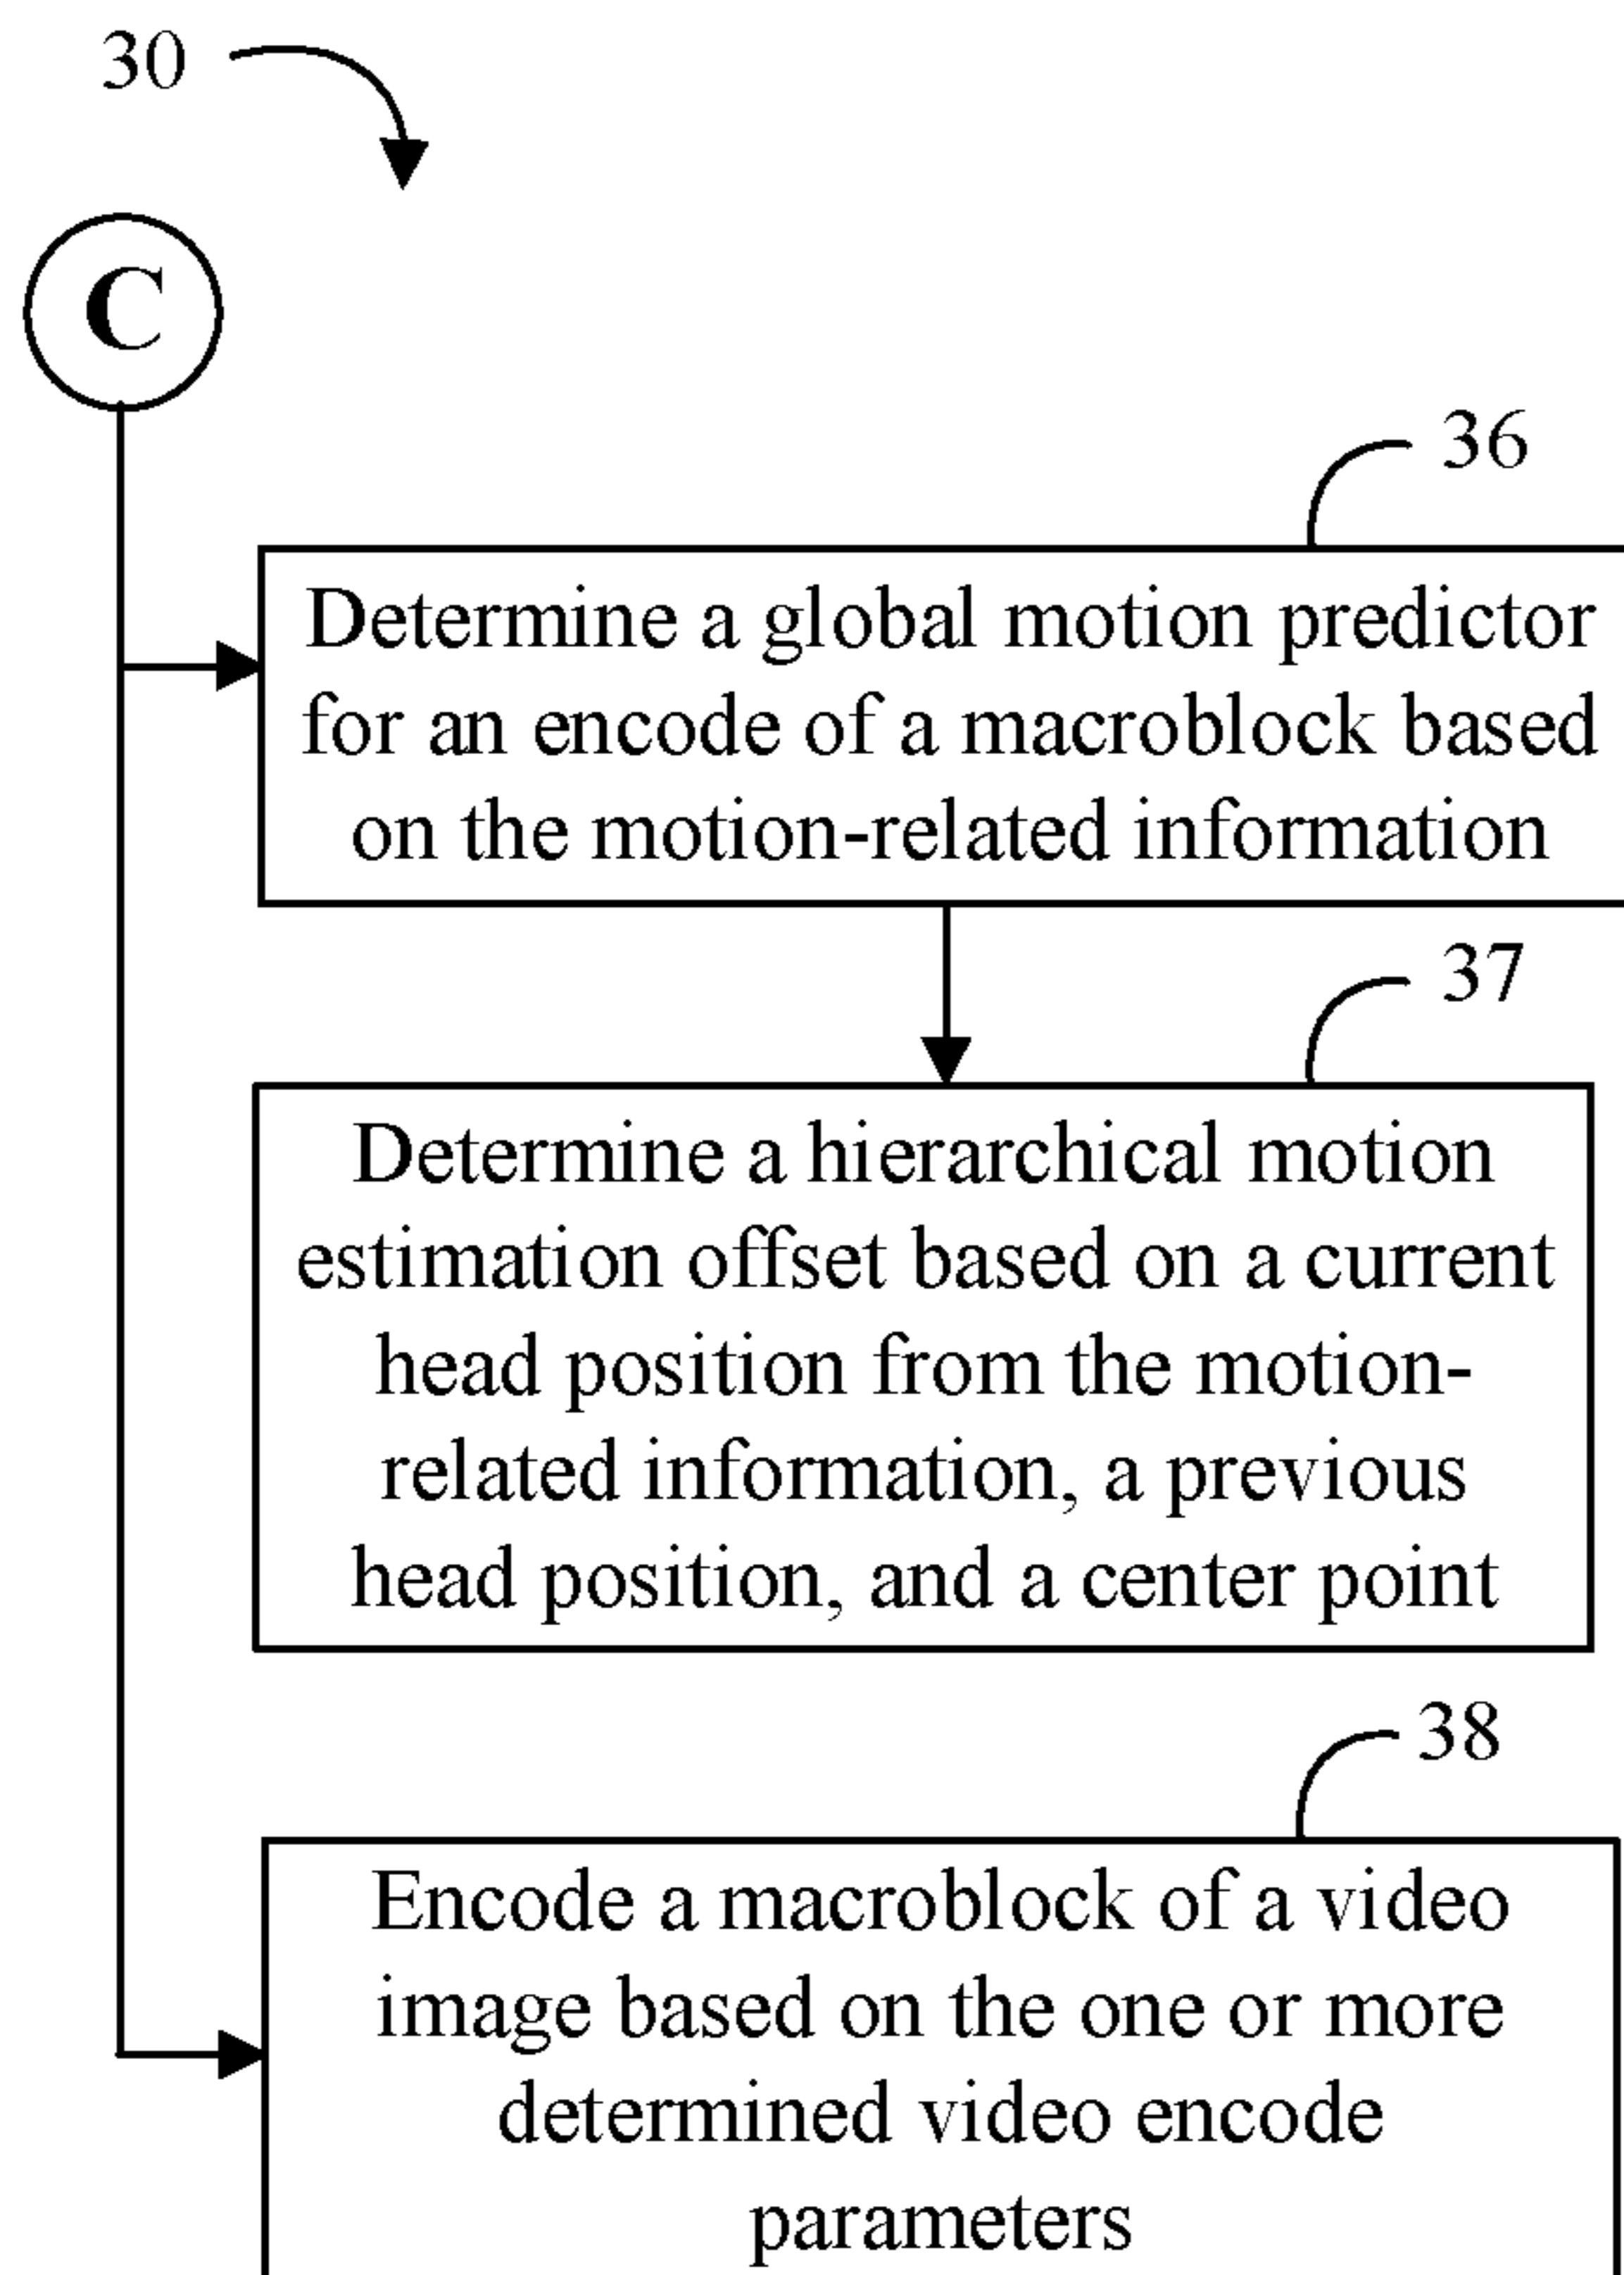 30
C
36
Determine a global motion predictor
for an encode of a macroblock based
on the motion-related information
37
Determine a hierarchical motion
estimation offset based on a current
head position from the motion-
related information, a previous
head position, and a center point
38
Encode a macroblock of a video
image based on the one or more
determined video encode
parameters